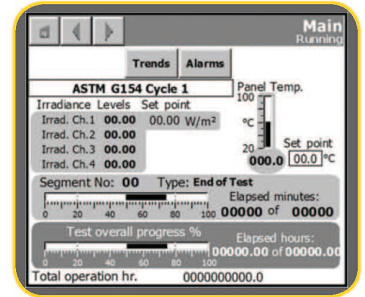 Main
Running
Trends Alarms
ASTM G154 Cycle 1
Panel Temp.
100
Irradiance Levels Set point
Irrad. Ch.1 00.00 00.00 W/m²
°C
Irrad. Ch.2 00.00
Irrad. Ch.3 00.00
Set point
20
Irrad. Ch.4 00.00
000.0 00.0 °C
Segment No: 00 Type: End of Test
Elapsed minutes:
0 20 40 60 80 100
00000 of 00000
Test overall progress %
Elapsed hours:
00000.00 of 00000.00
0 20 40 60 80 100
Total operation hr. 0000000000.0